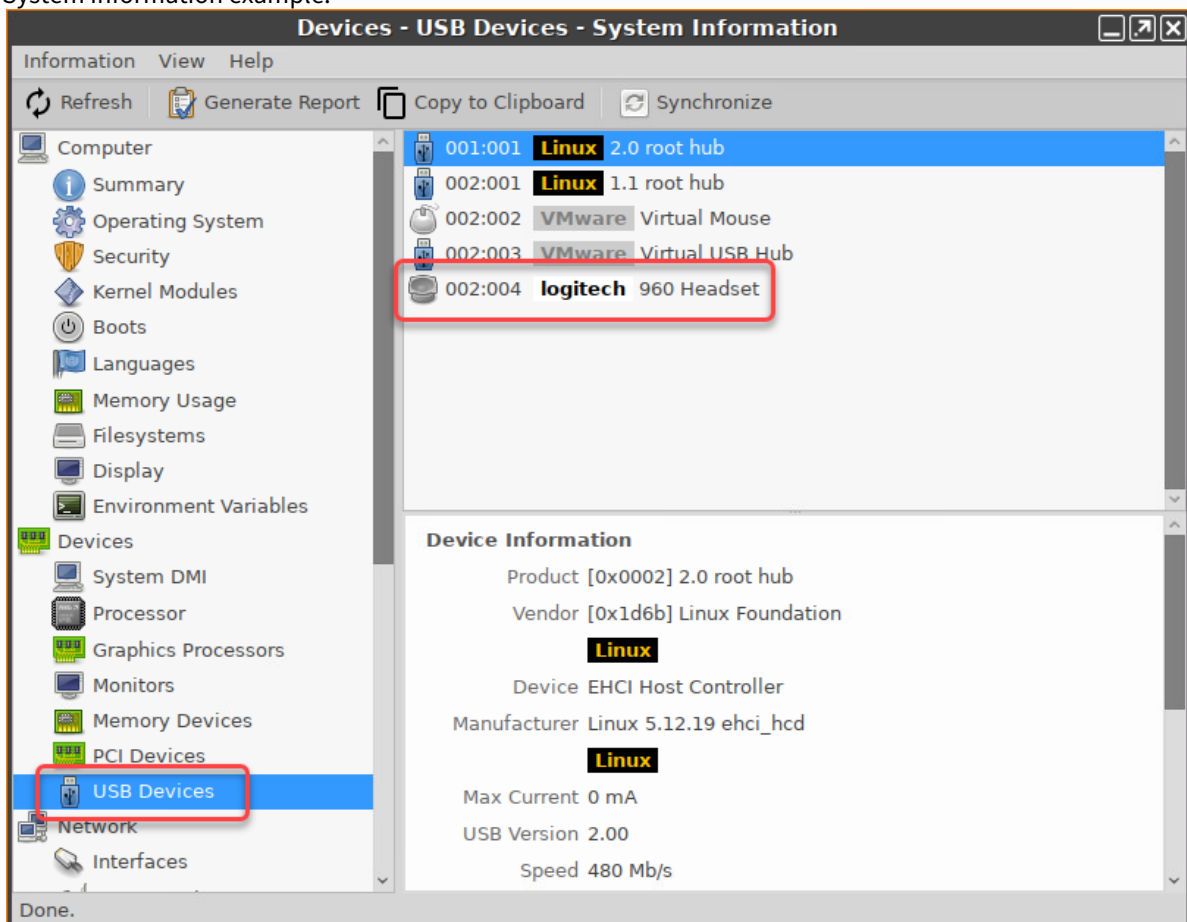 System Information example:
Devices - USB Devices - System Information
Information View Help
Refresh Generate Report Copy to Clipboard Synchronize
Computer
Summary
Operating System
Security
Kernel Modules
Boots
Languages
Memory Usage
Filesystems
Display
Environment Variables
Devices
System DMI
Processor
Graphics Processors
Monitors
Memory Devices
PCI Devices
USB Devices
Network
Interfaces
001:001 Linux 2.0 root hub
002:001 Linux 1.1 root hub
002:002 VMware Virtual Mouse
002:003 VMware Virtual USB Hub
002:004 logitech 960 Headset
Device Information
Product [0x0002] 2.0 root hub
Vendor [0x1d6b] Linux Foundation
Linux
Device EHCI Host Controller
Manufacturer Linux 5.12.19 ehci_hcd
Linux
Max Current 0 mA
USB Version 2.00
Speed 480 Mb/s
Done.